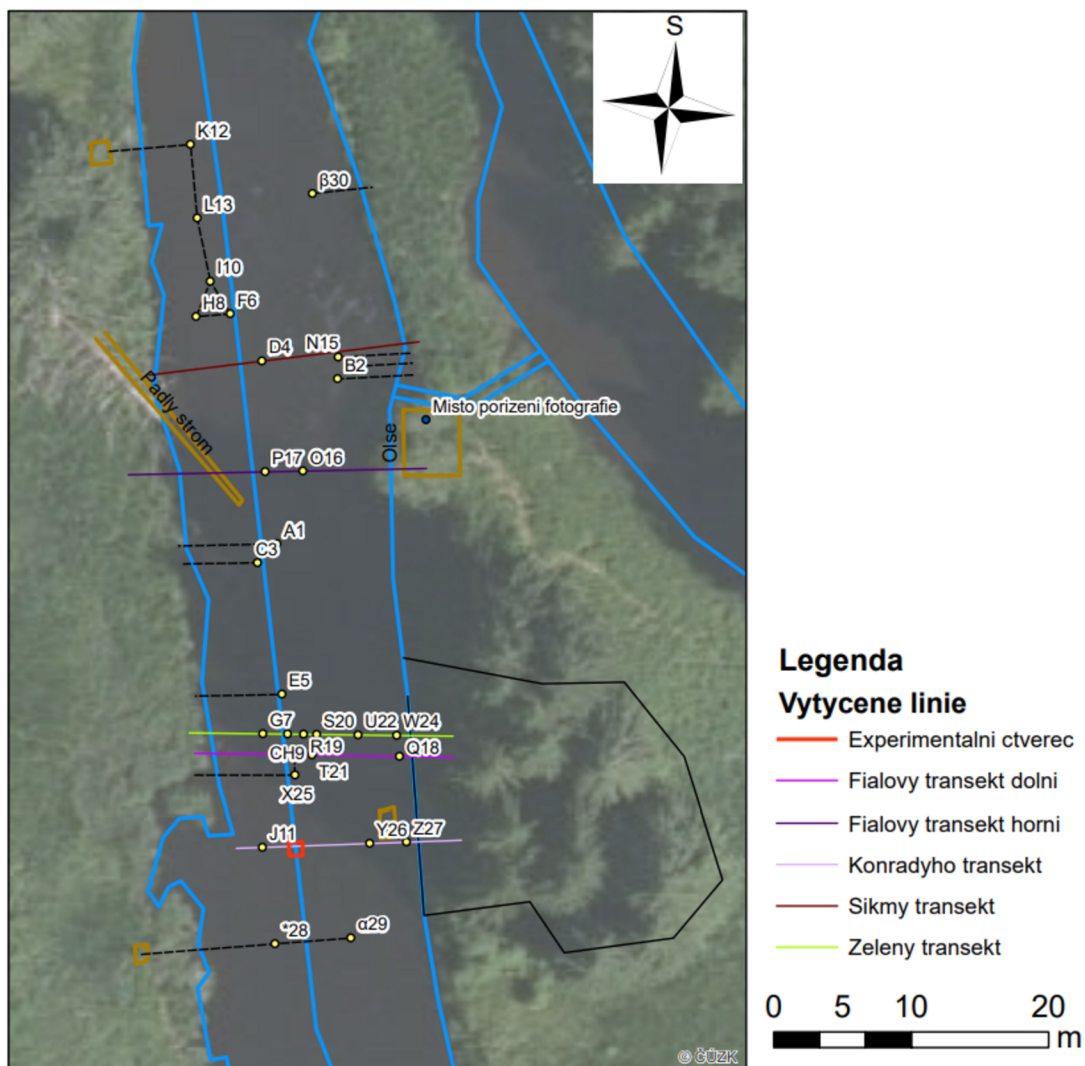 S
K12
β30
L13
I10
H8
F6
D4
N15
B2
Padly strom
Misto porizeni fotografie
Olse
P17
O16
A1
C3
E5
G7
S20
U22
W24
CH9
R19
Q18
T21
X25
J11
Y26
Z27
*28
α29
© ČÚZK
Legenda
Vytycene linie
Experimentalni ctverec
Fialovy transekt dolni
Fialovy transekt horni
Konradyho transekt
Sikmy transekt
Zeleny transekt
0 5 10 20
m